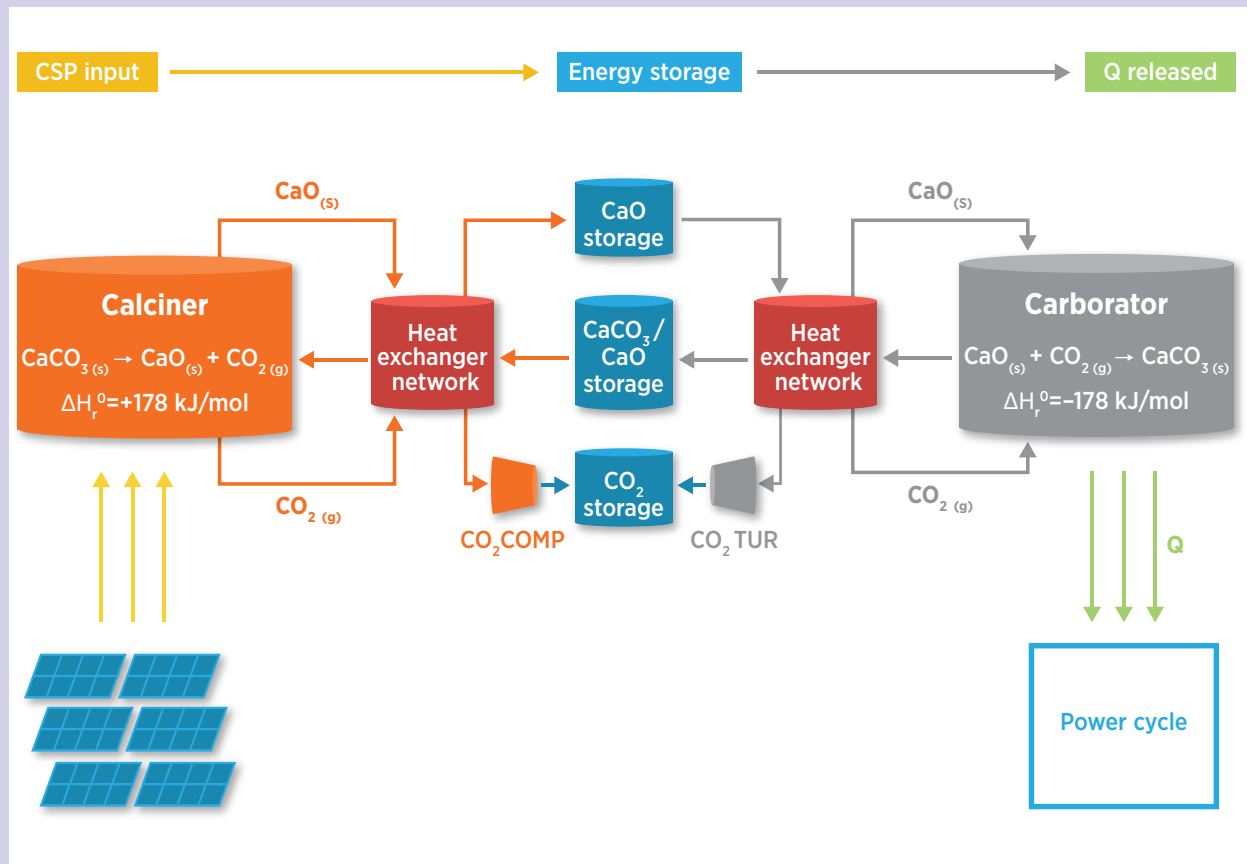 CSP input
Energy storage
Q released
CaO(S)
CaO
storage
CaO(S)
Calciner
CaCO3 (s) → CaO(s) + CO2(g)
ΔHr⁰=+178 kJ/mol
Heat
exchanger
network
CaCO3 /
CaO
storage
Heat
exchanger
network
Carborator
CaO(s) + CO2(g) → CaCO3(s)
ΔHr⁰=–178 kJ/mol
CO2 (g)
CO2COMP
CO2
storage
CO2 TUR
CO2 (g)
Q
Power cycle